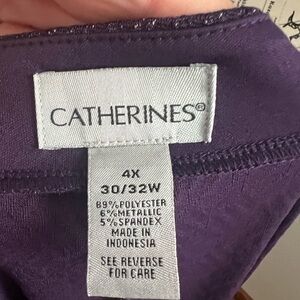 CATHERINES®
4X
30/32W
89%POLYESTER
6%METALLIC
5%SPANDEX
MADE IN
INDONESIA
SEE REVERSE
FOR CARE